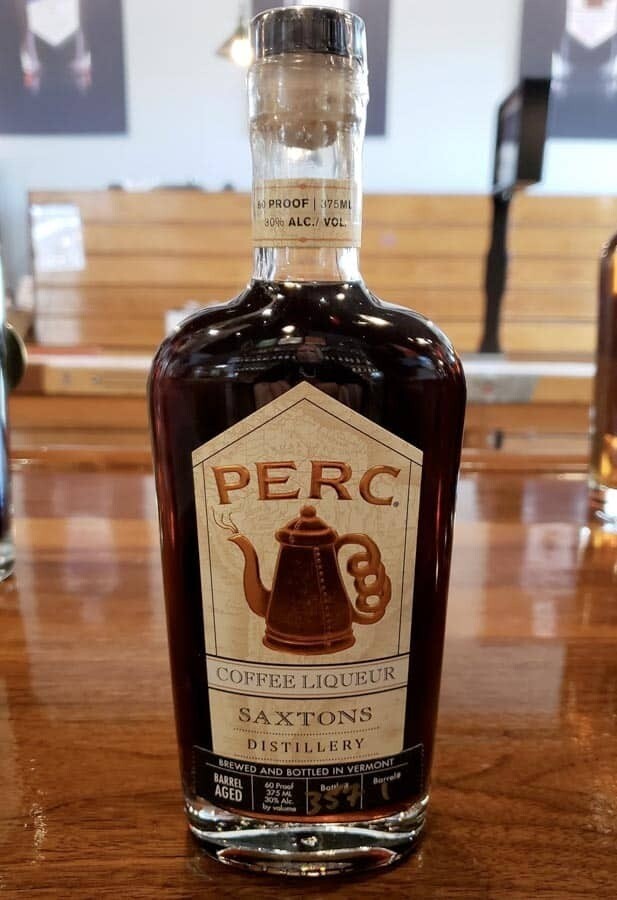 60 PROOF | 375ML
30% ALC./ VOL.
PERC®
COFFEE LIQUEUR
SAXTONS
DISTILLERY
BREWED AND BOTTLED IN VERMONT
BARREL
AGED
60 Proof
375 ML
30% Alc.
by volume
Bottle#
357
Barrel#
1